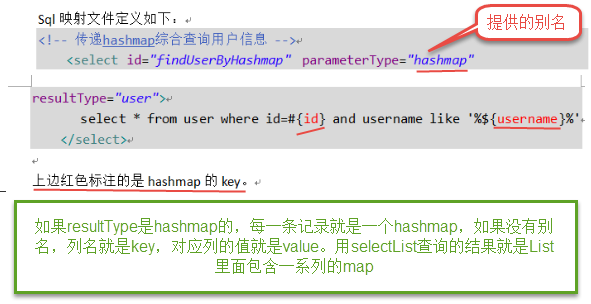 Sql 映射文件定义如下：
提供的别名
<!-- 传递hashmap综合查询用户信息 -->
<select id="findUserByHashmap" parameterType="hashmap"
resultType="user">
select * from user where id=#{id} and username like '%${username}%'
</select>
上边红色标注的是 hashmap 的 key。
如果resultType是hashmap的，每一条记录就是一个hashmap，如果没有别
名，列名就是key，对应列的值就是value。用selectList查询的结果就是List
里面包含一系列的map